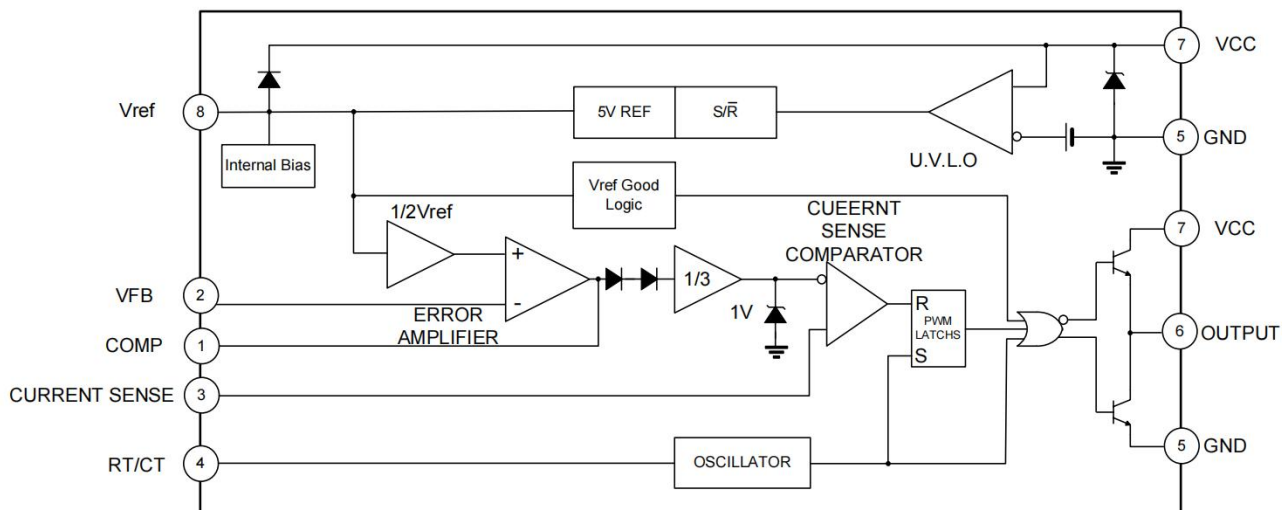 7 VCC
Vref 8
5V REF S/R̅
5 GND
U.V.L.O
Internal Bias
Vref Good
Logic
1/2Vref
CUEERNT
SENSE
COMPARATOR
7 VCC
+
1/3
VFB 2
-
ERROR
AMPLIFIER
1V
R
PWM
LATCHS
S
6 OUTPUT
COMP 1
CURRENT SENSE 3
5 GND
RT/CT 4
OSCILLATOR